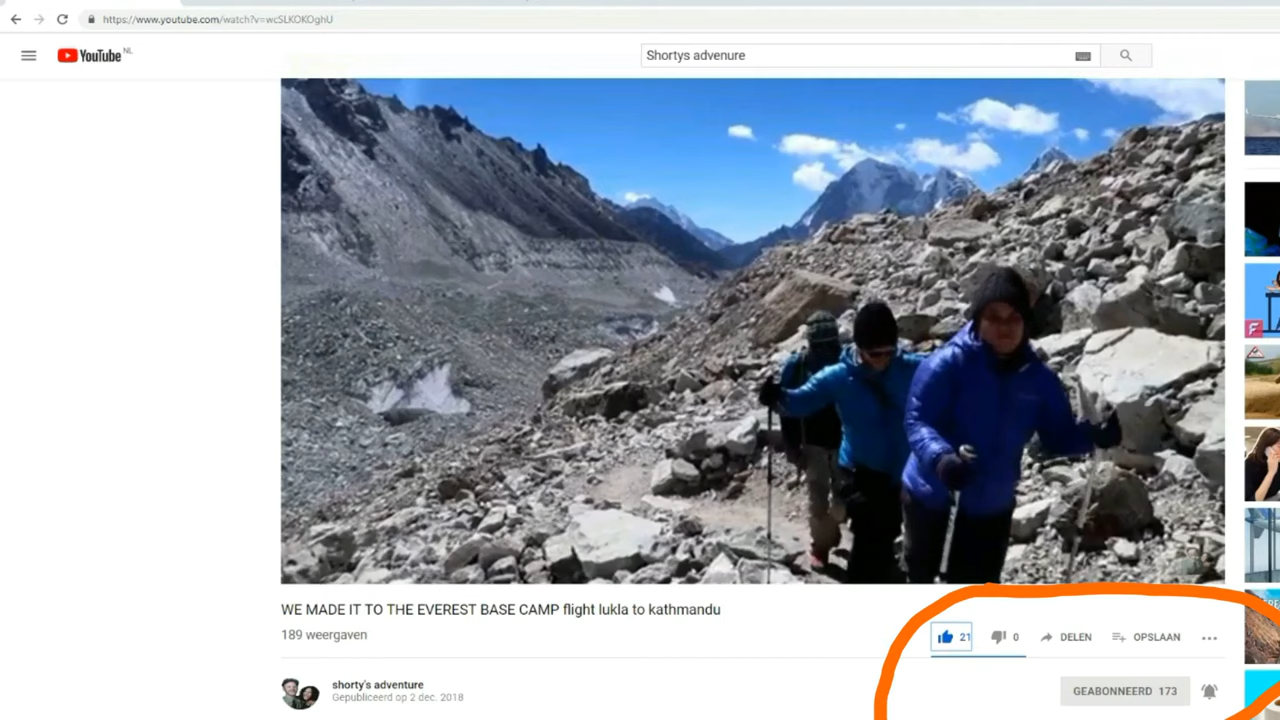 https://www.youtube.com/watch?v=wcSLKOKOghU
YouTube NL
Shortys advenure
WE MADE IT TO THE EVEREST BASE CAMP flight lukla to kathmandu
189 weergaven
21
0
DELEN
OPSLAAN
shorty's adventure
Gepubliceerd op 2 dec. 2018
GEABONNEERD 173